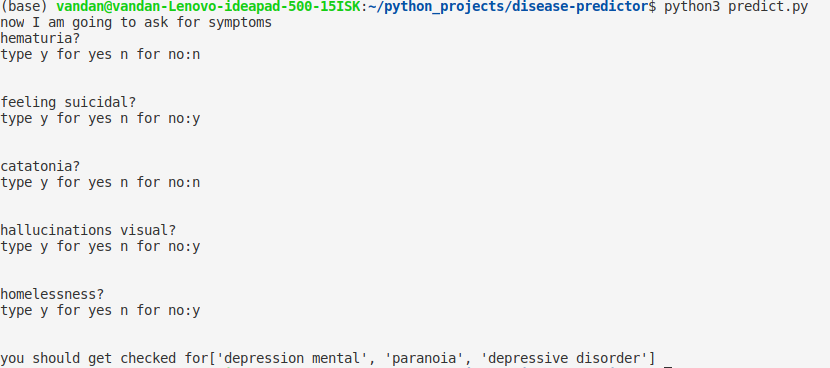 (base) vandan@vandan-Lenovo-ideapad-500-15ISK:~/python_projects/disease-predictor$ python3 predict.py
now I am going to ask for symptoms
hematuria?
type y for yes n for no:n
feeling suicidal?
type y for yes n for no:y
catatonia?
type y for yes n for no:n
hallucinations visual?
type y for yes n for no:y
homelessness?
type y for yes n for no:y
you should get checked for['depression mental', 'paranoia', 'depressive disorder']